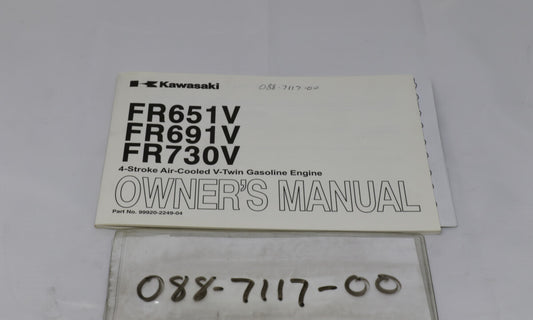 Kawasaki
088-7117-00
FR651V
FR691V
FR730V
4-Stroke Air-Cooled V-Twin Gasoline Engine
OWNER'S MANUAL
Part No. 99920-2249-04
088-7117-00